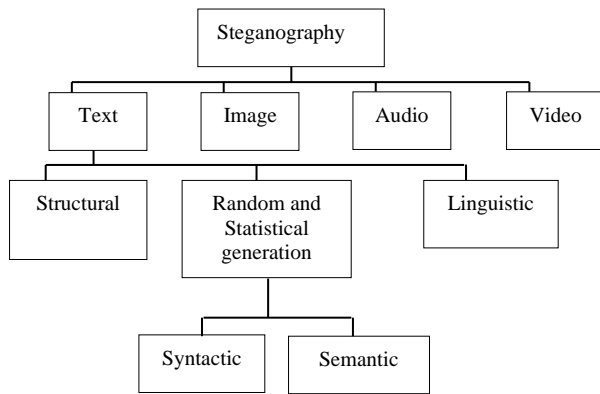 Steganography
Text
Image
Audio
Video
Structural
Random and
Statistical
generation
Linguistic
Syntactic
Semantic